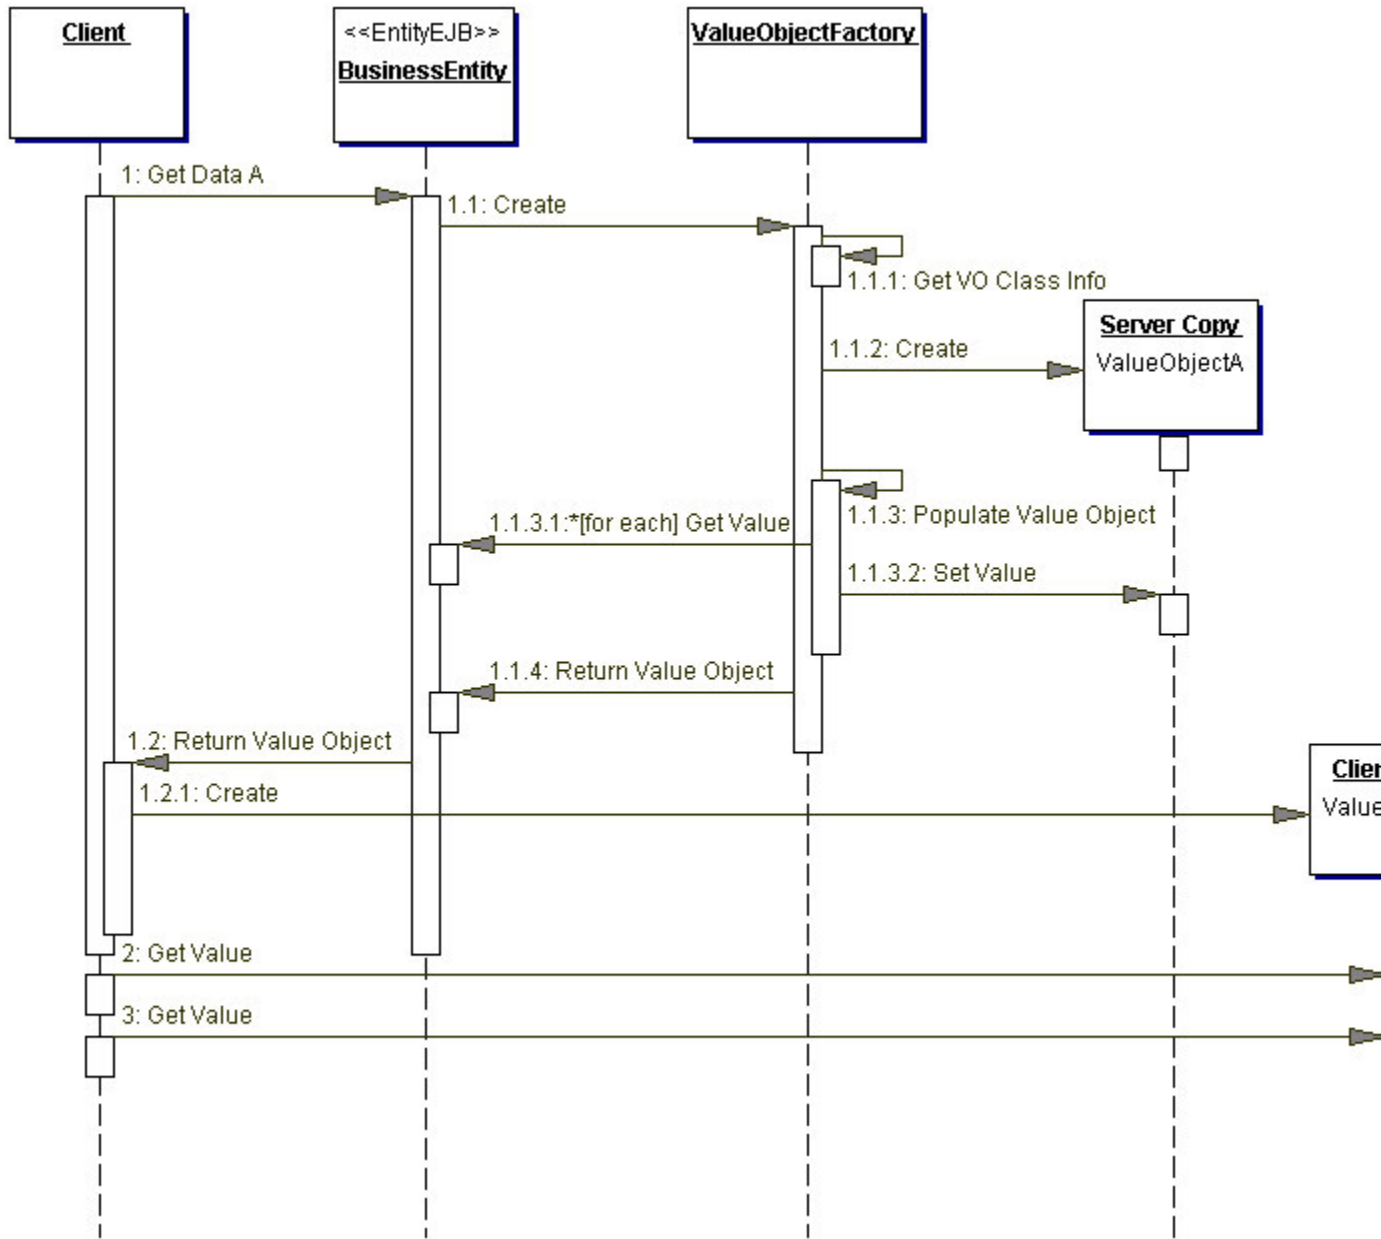 Client
<<EntityEJB>>
BusinessEntity
ValueObjectFactory
1: Get Data A
1.1: Create
1.1.1: Get VO Class Info
Server Copy
ValueObjectA
1.1.2: Create
1.1.3: Populate Value Object
1.1.3.1:*[for each] Get Value
1.1.3.2: Set Value
1.1.4: Return Value Object
1.2: Return Value Object
Clien
Value
1.2.1: Create
2: Get Value
3: Get Value